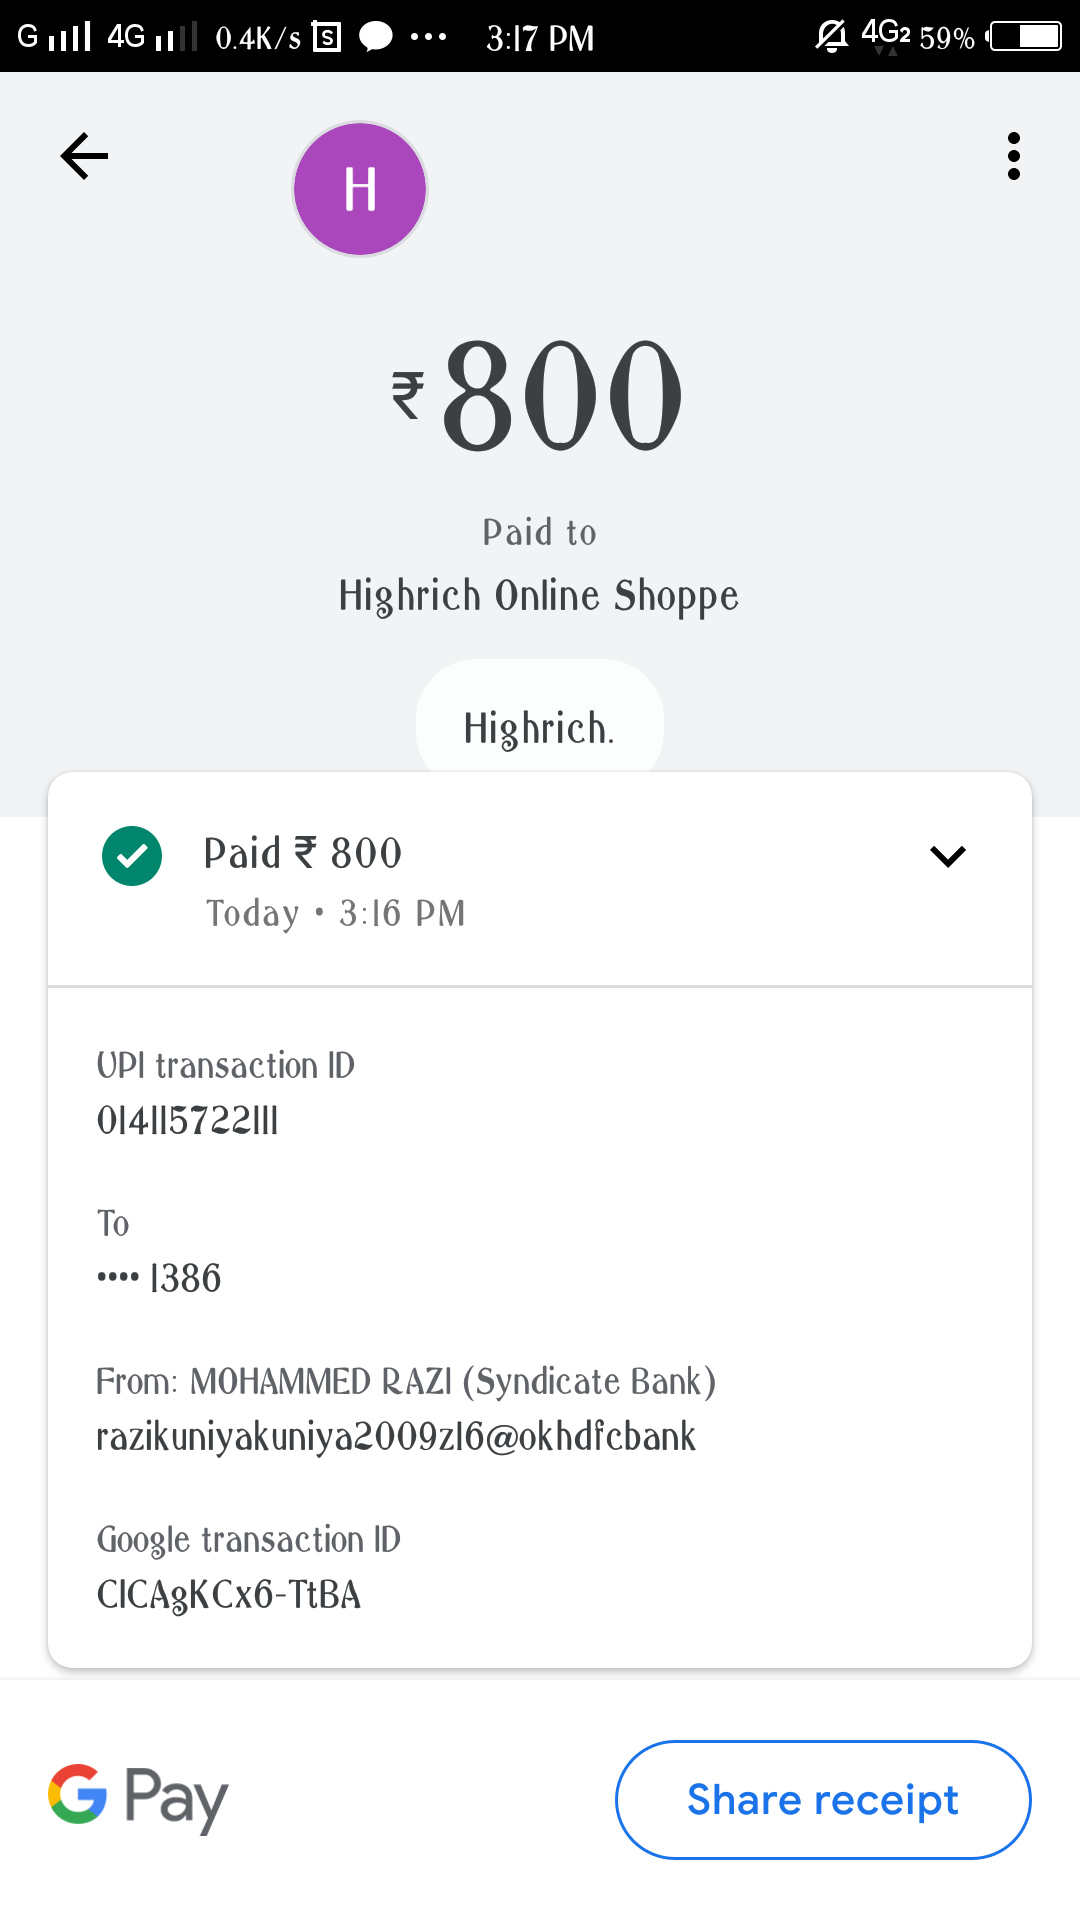 G 4G 0.4K/s S ••• 3:17 PM 4G2 59%
H
₹800
Paid to
Highrich Online Shoppe
Highrich.
Paid ₹ 800
Today • 3:16 PM
UPI transaction ID
014115722111
To
•••• 1386
From: MOHAMMED RAZI (Syndicate Bank)
razikuniyakuniya2009z16@okhdfcbank
Google transaction ID
CICAgKCx6-TtBA
G Pay
Share receipt